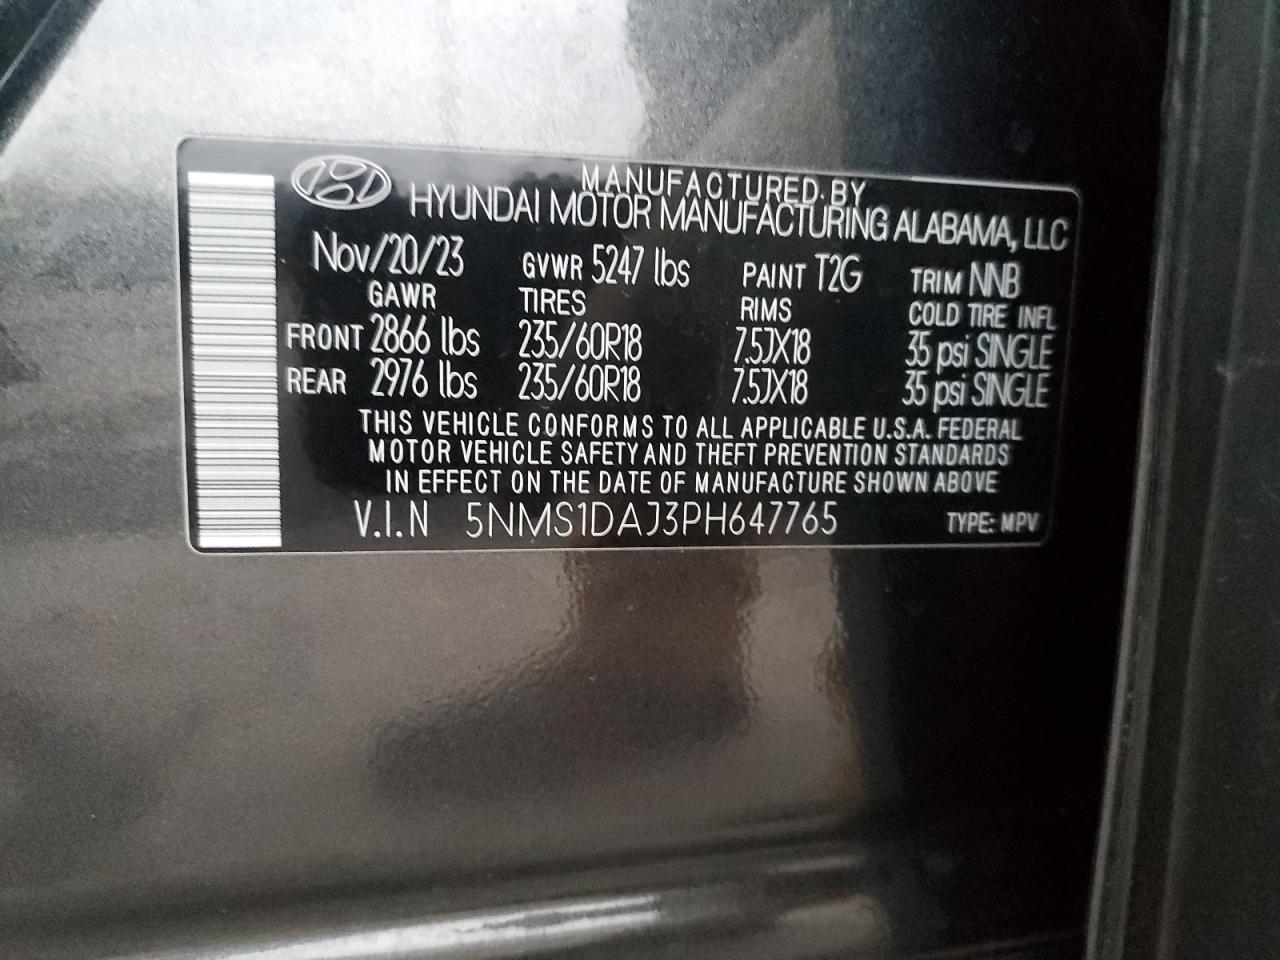 MANUFACTURED BY
HYUNDAI MOTOR MANUFACTURING ALABAMA, LLC
Nov/20/23 GVWR 5247 lbs PAINT T2G TRIM NNB
GAWR TIRES RIMS COLD TIRE INFL
FRONT 2866 lbs 235/60R18 7.5JX18 35 psi SINGLE
REAR 2976 lbs 235/60R18 7.5JX18 35 psi SINGLE
THIS VEHICLE CONFORMS TO ALL APPLICABLE U.S.A. FEDERAL
MOTOR VEHICLE SAFETY AND THEFT PREVENTION STANDARDS
IN EFFECT ON THE DATE OF MANUFACTURE SHOWN ABOVE
V.I.N 5NMS1DAJ3PH647765 TYPE: MPV